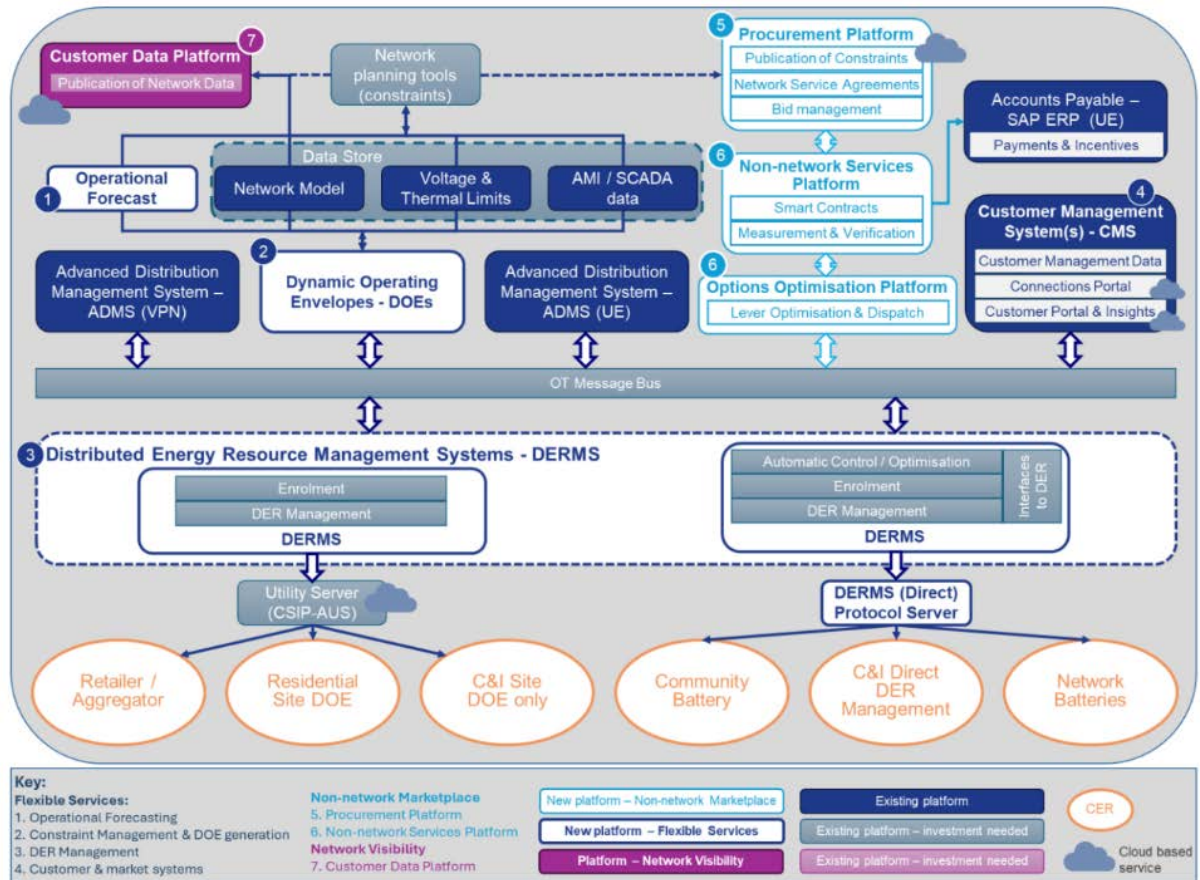 7
Customer Data Platform
Publication of Network Data
Network
planning tools
(constraints)
5
Procurement Platform
Publication of Constraints
Network Service Agreements
Bid management
Accounts Payable –
SAP ERP (UE)
Payments & Incentives
1
Operational
Forecast
Data Store
Network Model
Voltage &
Thermal Limits
AMI / SCADA
data
6
Non-network Services
Platform
Smart Contracts
Measurement & Verification
4
Customer Management
System(s) - CMS
Customer Management Data
Connections Portal
Customer Portal & Insights
Advanced Distribution
Management System –
ADMS (VPN)
2
Dynamic Operating
Envelopes - DOEs
Advanced Distribution
Management System –
ADMS (UE)
6
Options Optimisation Platform
Lever Optimisation & Dispatch
OT Message Bus
3
Distributed Energy Resource Management Systems - DERMS
Enrolment
DER Management
DERMS
Automatic Control / Optimisation
Enrolment
DER Management
Interfaces
to DER
DERMS
Utility Server
(CSIP-AUS)
DERMS (Direct)
Protocol Server
Retailer /
Aggregator
Residential
Site DOE
C&I Site
DOE only
Community
Battery
C&I Direct
DER
Management
Network
Batteries
Key:
Flexible Services:
1. Operational Forecasting
2. Constraint Management & DOE generation
3. DER Management
4. Customer & market systems
Non-network Marketplace
5. Procurement Platform
6. Non-network Services Platform
Network Visibility
7. Customer Data Platform
New platform – Non-network Marketplace
New platform – Flexible Services
Platform – Network Visibility
Existing platform
Existing platform – investment needed
Existing platform – investment needed
CER
Cloud based
service